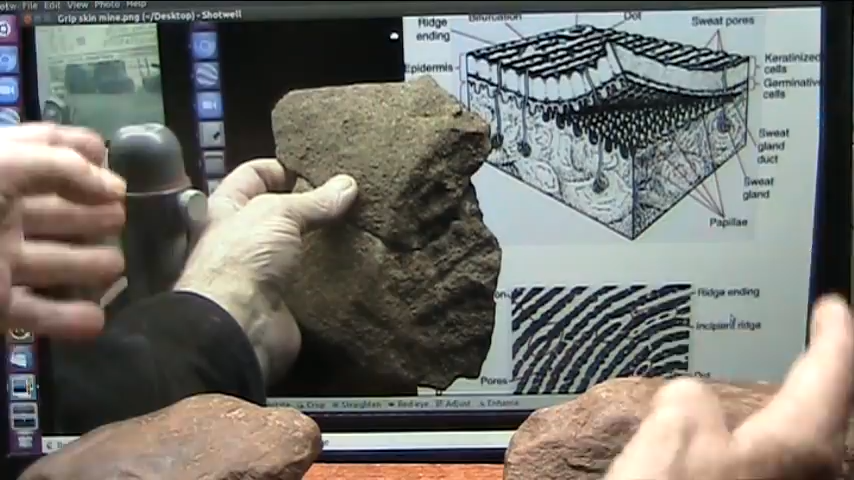 File Edit View Photo Help
Grip skin mine.png (~/Desktop) - Shotwell
Ridge ending
Bifurcation
Dot
Sweat pores
Epidermis
Keratinized cells
Germinative cells
Sweat gland duct
Sweat gland
Papillae
Ridge ending
Incipient ridge
Dot
Pores
Crop
Straighten
Red-eye
Adjust
Enhance